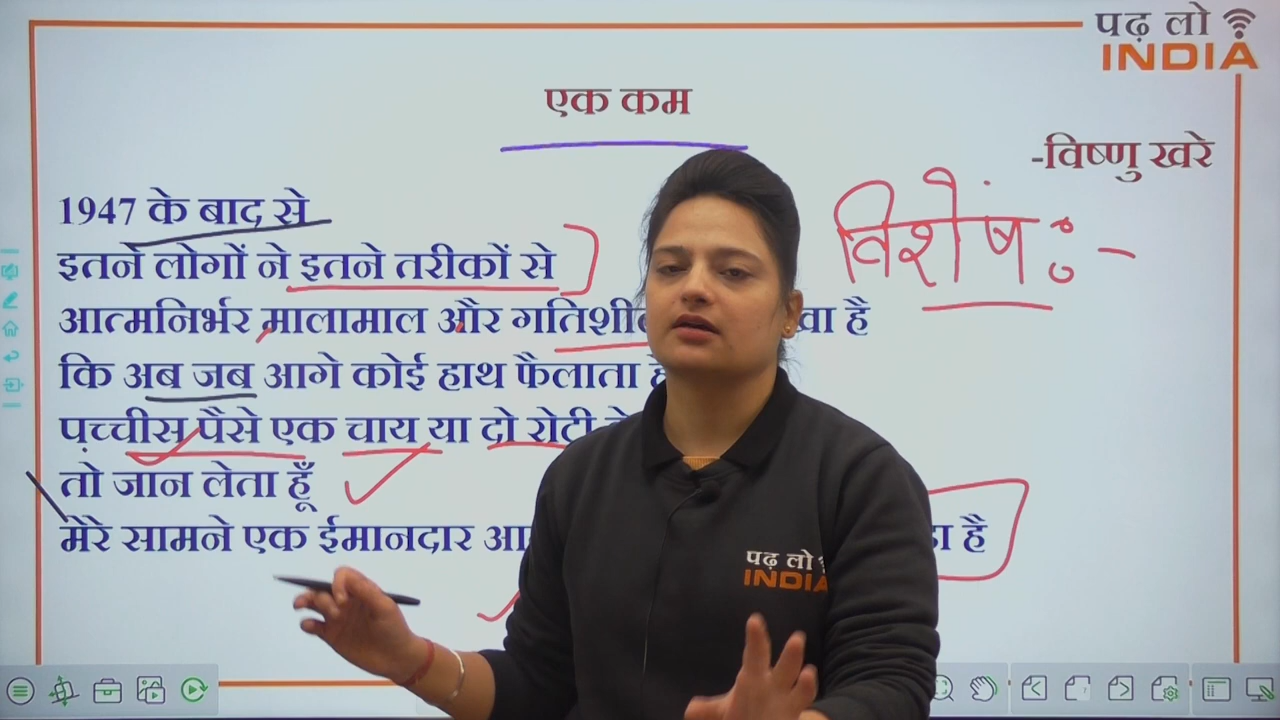 पढ़ लो
INDIA
एक कम
-विष्णु खरे
1947 के बाद से
विशेष :-
इतने लोगों ने इतने तरीकों से
आत्मनिर्भर मालामाल और है
कि अब जब आगे कोई हाथ फैलाता
पच्चीस पैसे एक चाय या दो रोटी
तो जान लेता हूँ
मेरे सामने एक ईमानदार है
पढ़ लो
INDIA